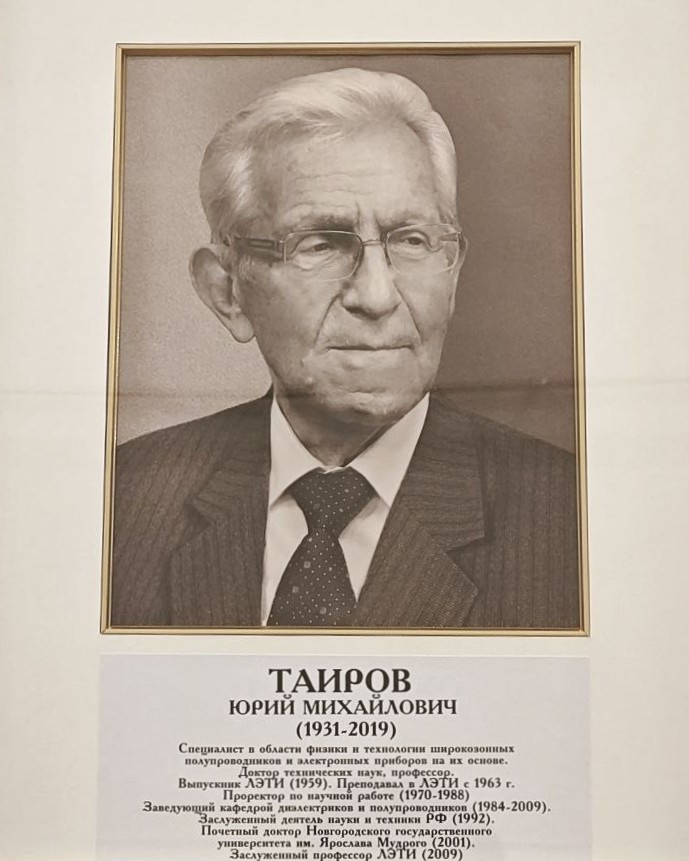 ТАИРОВ
ЮРИЙ МИХАЙЛОВИЧ
(1931-2019)
Специалист в области физики и технологии широкозонных
полупроводников и электронных приборов на их основе.
Доктор технических наук, профессор.
Выпускник ЛЭТИ (1959). Преподавал в ЛЭТИ с 1963 г.
Проректор по научной работе (1970-1988)
Заведующий кафедрой диэлектриков и полупроводников (1984-2009).
Заслуженный деятель науки и техники РФ (1992).
Почетный доктор Новгородского государственного
университета им. Ярослава Мудрого (2001).
Заслуженный профессор ЛЭТИ (2009)